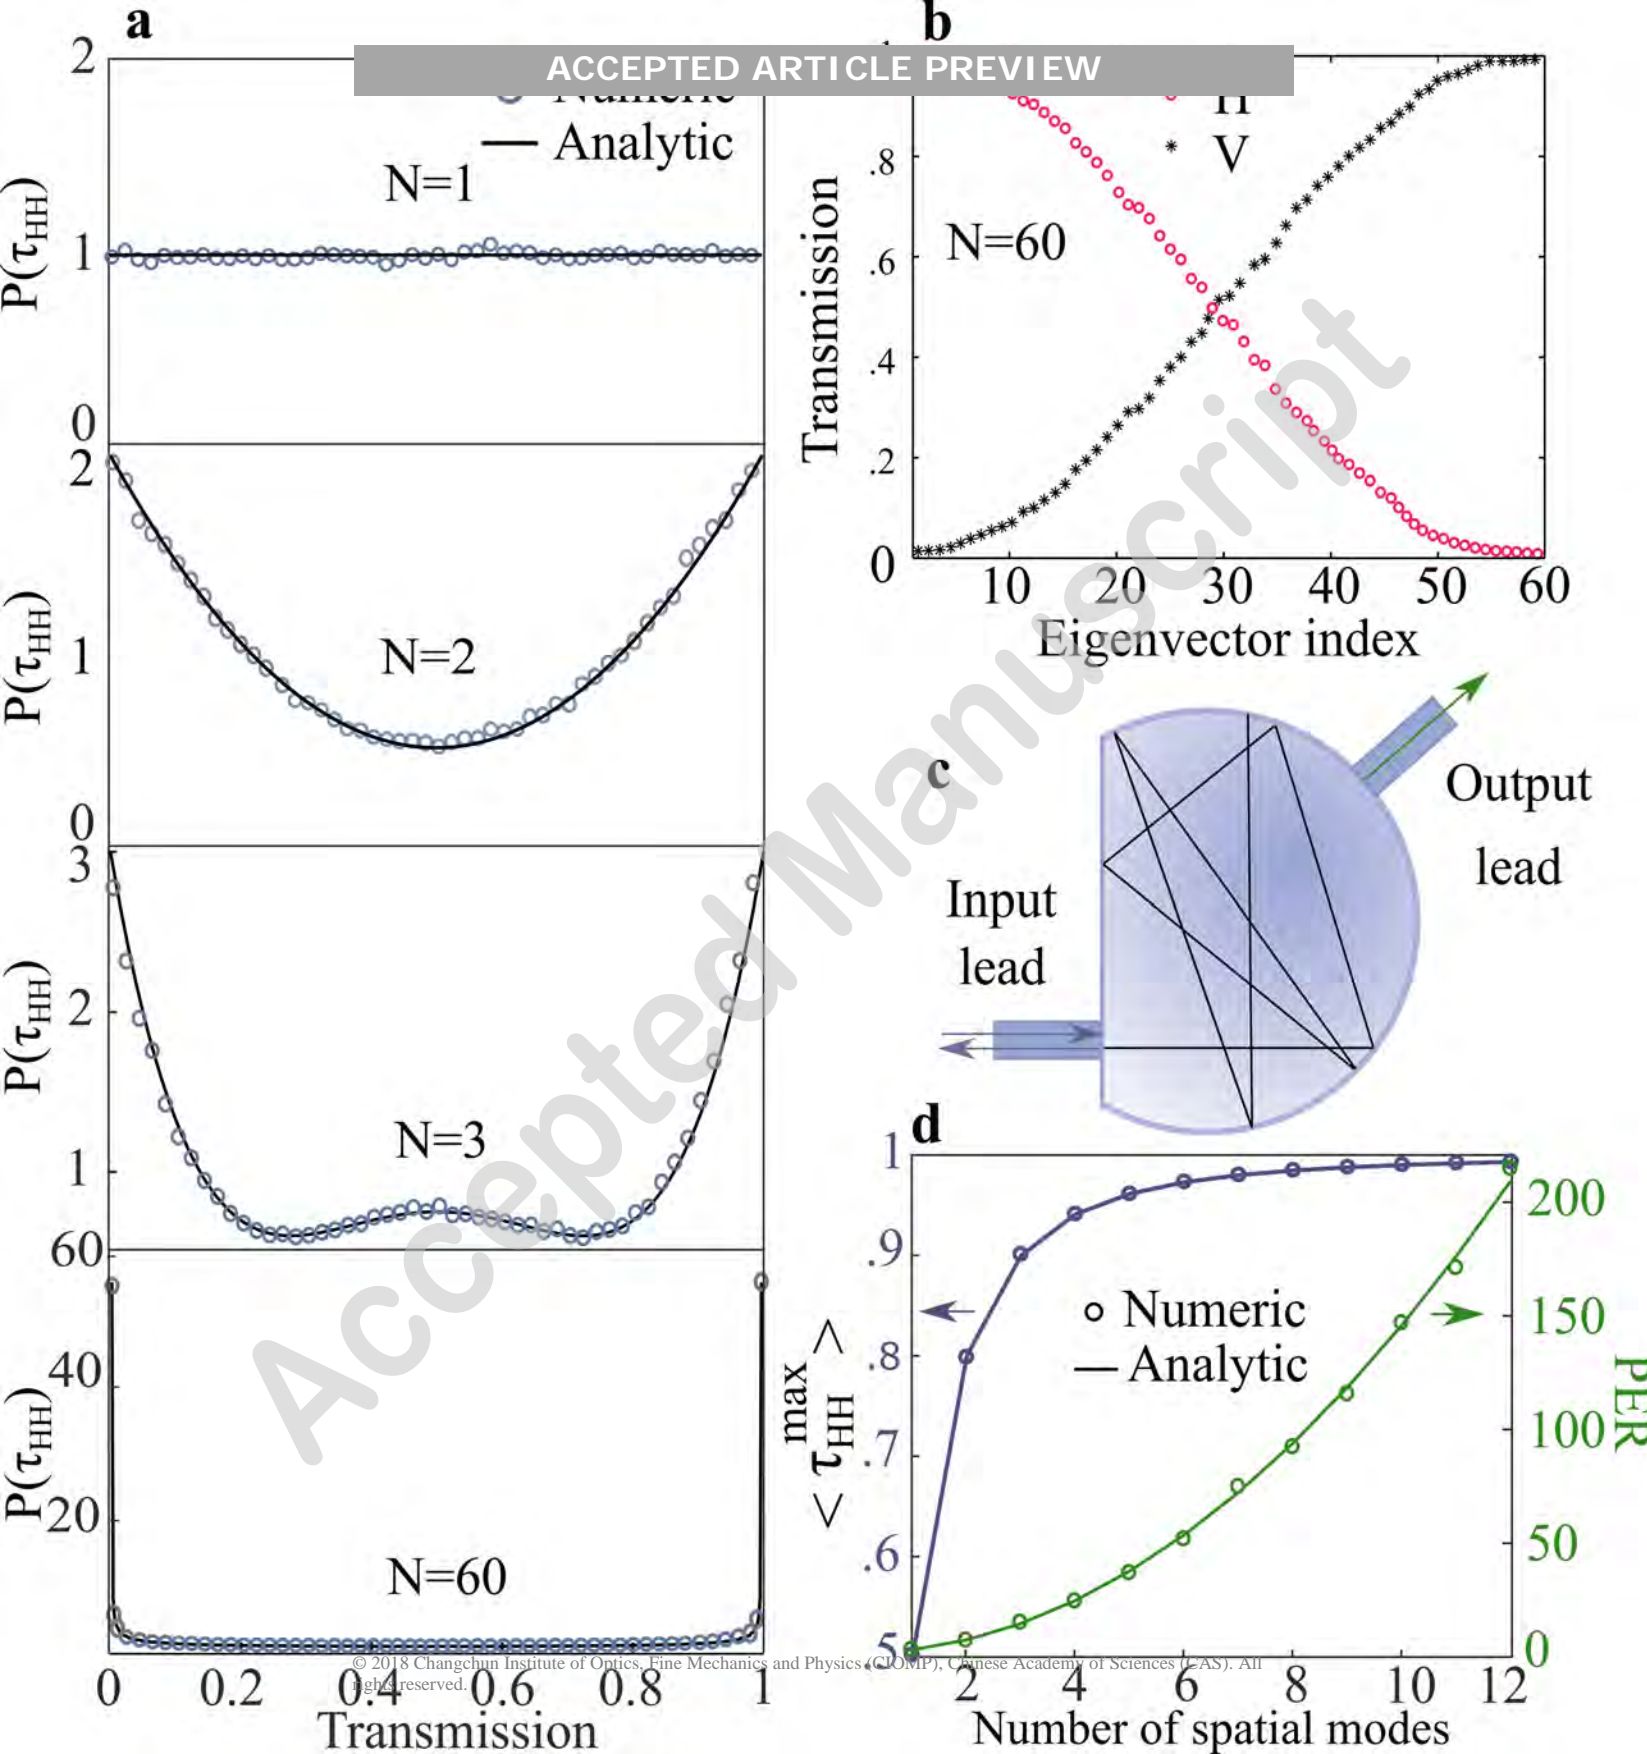 a
b
ACCEPTED ARTICLE PREVIEW
2
1
0
P(τHH)
Numeric
Analytic
N=1
2
1
0
P(τHH)
N=2
3
2
1
P(τHH)
N=3
60
40
20
P(τHH)
N=60
0 0.2 0.4 0.6 0.8 1
Transmission
H
V
N=60
Transmission
.8
.6
.4
.2
0
10 20 30 40 50 60
Eigenvector index
c
Input
lead
Output
lead
d
1
.9
.8
.7
.6
.5
< τHH max >
Numeric
Analytic
200
150
100
50
0
PER
2 4 6 8 10 12
Number of spatial modes
Accepted Manuscript
© 2018 Changchun Institute of Optics, Fine Mechanics and Physics (CIOMP), Chinese Academy of Sciences (CAS). All
rights reserved.